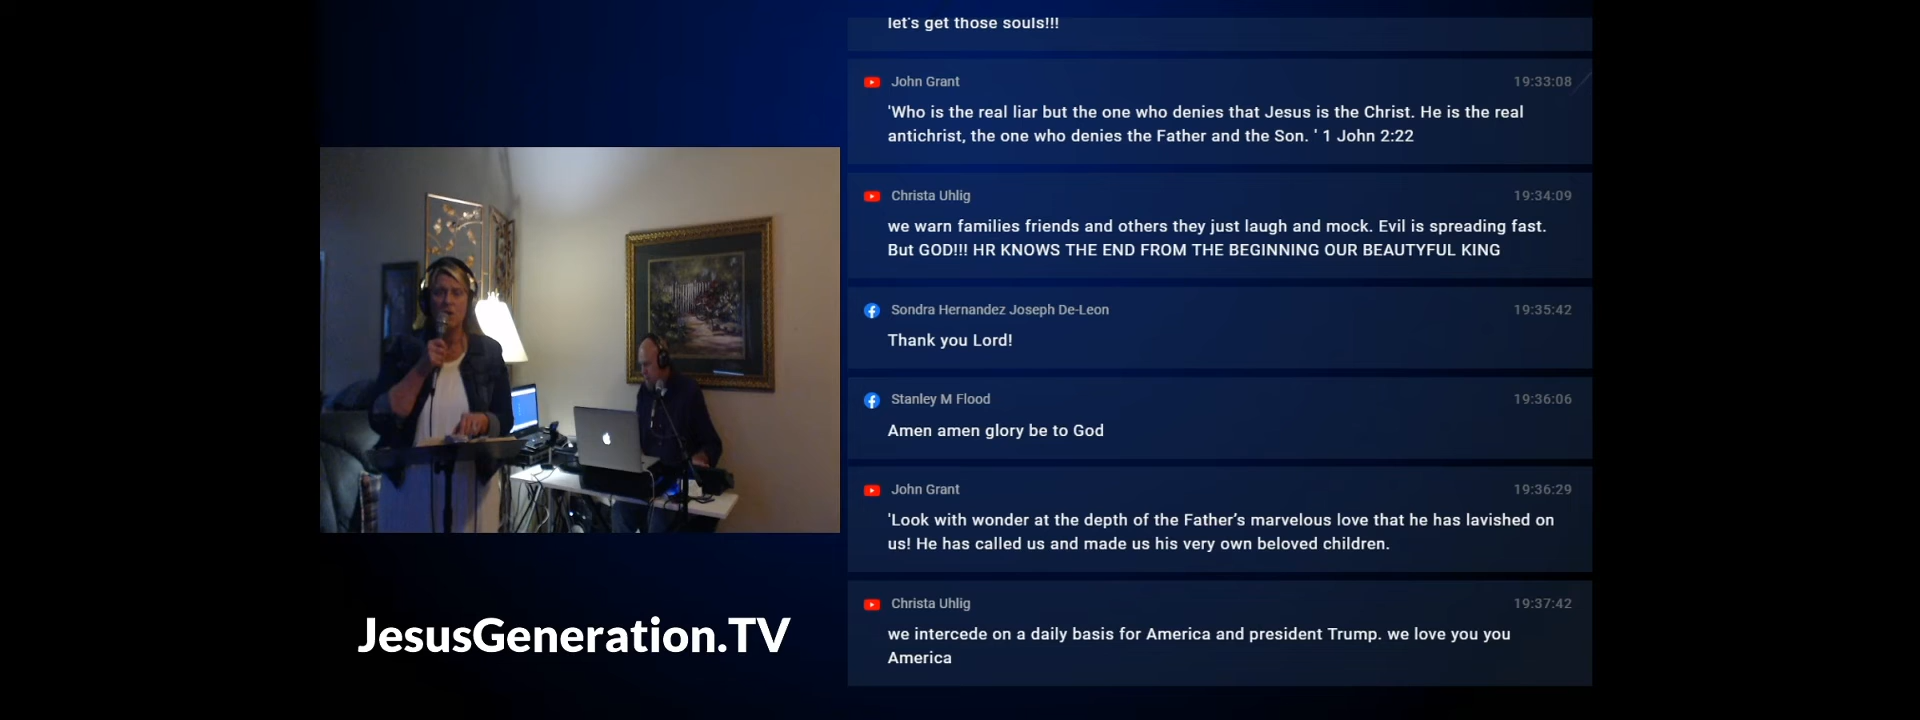 let's get those souls!!!
John Grant 19:33:08
'Who is the real liar but the one who denies that Jesus is the Christ. He is the real
antichrist, the one who denies the Father and the Son. ' 1 John 2:22
Christa Uhlig 19:34:09
we warn families friends and others they just laugh and mock. Evil is spreading fast.
But GOD!!! HR KNOWS THE END FROM THE BEGINNING OUR BEAUTYFUL KING
Sondra Hernandez Joseph De-Leon 19:35:42
Thank you Lord!
Stanley M Flood 19:36:06
Amen amen glory be to God
John Grant 19:36:29
'Look with wonder at the depth of the Father’s marvelous love that he has lavished on
us! He has called us and made us his very own beloved children.
Christa Uhlig 19:37:42
we intercede on a daily basis for America and president Trump. we love you you
America
JesusGeneration.TV